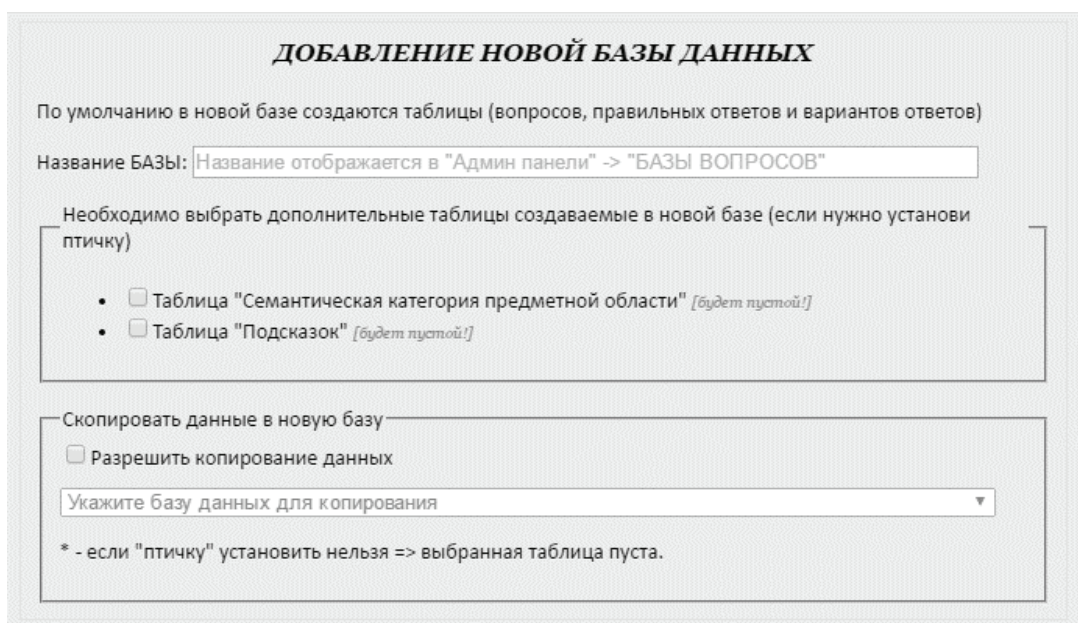 ДОБАВЛЕНИЕ НОВОЙ БАЗЫ ДАННЫХ
По умолчанию в новой базе создаются таблицы (вопросов, правильных ответов и вариантов ответов)
Название БАЗЫ: Название отображается в "Админ панели" -> "БАЗЫ ВОПРОСОВ"
Необходимо выбрать дополнительные таблицы создаваемые в новой базе (если нужно установи
птичку)
• Таблица "Семантическая категория предметной области" [будет пустой!]
• Таблица "Подсказок" [будет пустой!]
Скопировать данные в новую базу
Разрешить копирование данных
Укажите базу данных для копирования
* - если "птичку" установить нельзя => выбранная таблица пуста.